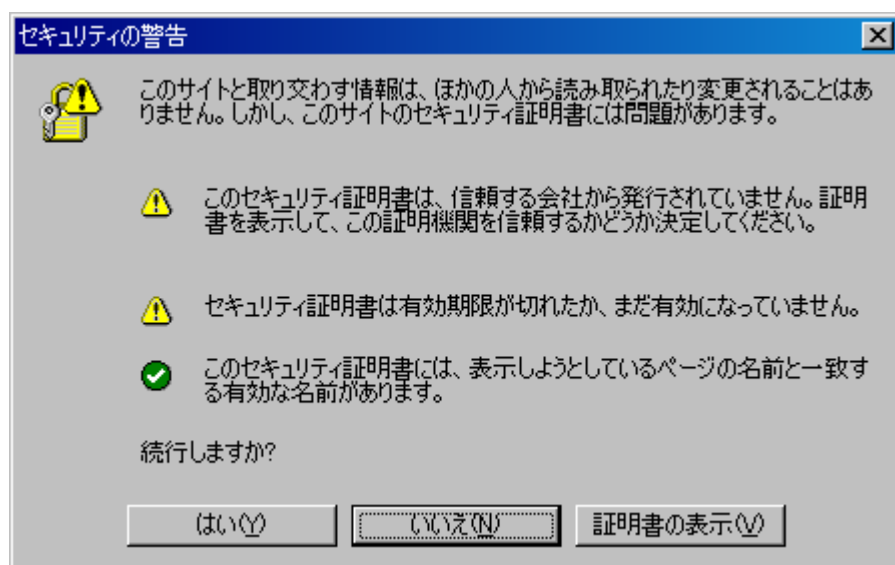 セキュリティの警告
このサイトと取り交わす情報は、ほかの人から読み取られたり変更されることはあ
りません。しかし、このサイトのセキュリティ証明書には問題があります。
このセキュリティ証明書は、信頼する会社から発行されていません。証明
書を表示して、この証明機関を信頼するかどうか決定してください。
セキュリティ証明書は有効期限が切れたか、まだ有効になっていません。
このセキュリティ証明書には、表示しようとしているページの名前と一致す
る有効な名前があります。
続行しますか?
はい(Y)
いいえ(N)
証明書の表示(V)